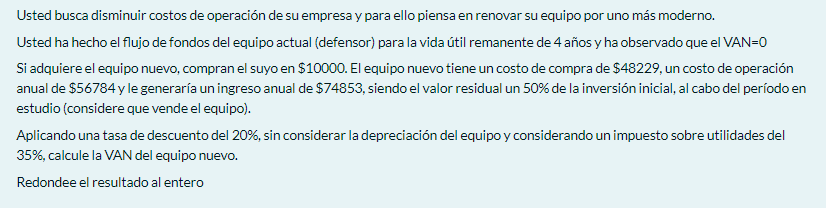 Usted busca disminuir costos de operación de su empresa y para ello piensa en renovar su equipo por uno más moderno.
Usted ha hecho el flujo de fondos del equipo actual (defensor) para la vida útil remanente de 4 años y ha observado que el VAN=0
Si adquiere el equipo nuevo, compran el suyo en $10000. El equipo nuevo tiene un costo de compra de $48229, un costo de operación
anual de $56784 y le generaría un ingreso anual de $74853, siendo el valor residual un 50% de la inversión inicial, al cabo del período en
estudio (considere que vende el equipo).
Aplicando una tasa de descuento del 20%, sin considerar la depreciación del equipo y considerando un impuesto sobre utilidades del
35%, calcule la VAN del equipo nuevo.
Redondee el resultado al entero